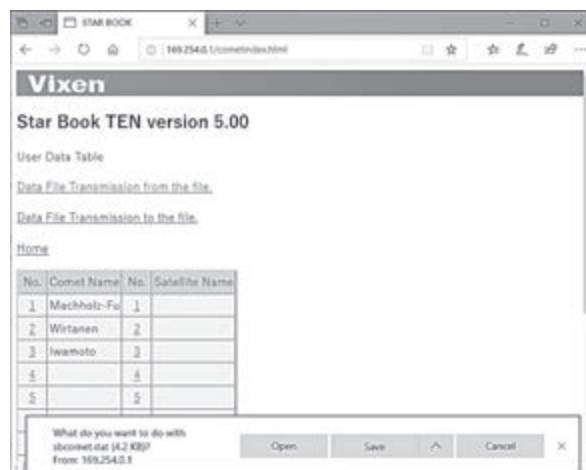 STAR BOOK
169.254.0.1/cometindex.html
Vixen
Star Book TEN version 5.00
User Data Table
Data File Transmission from the file.
Data File Transmission to the file.
Home
No. Comet Name No. Satellite Name
1 Machholz-Fu 1
2 Wirtanen 2
3 Iwamoto 3
4 4
5 5
What do you want to do with
sbcomet.dat (4.2 KB)?
From: 169.254.0.1
Open
Save
Cancel